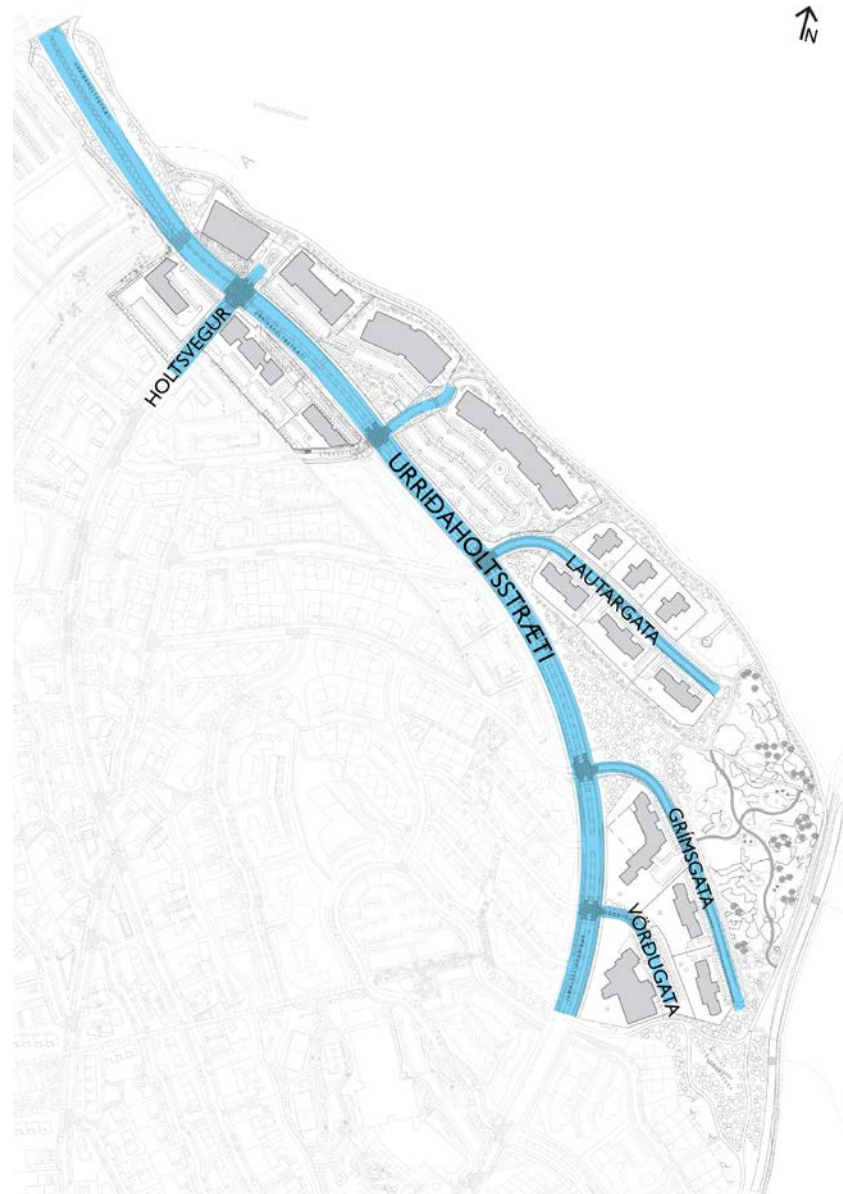 N
HOLTSVEGUR
URRIÐAHOLTSSTRÆTI
LAUTARGATA
GRÍMSGATA
VÖRÐUGATA